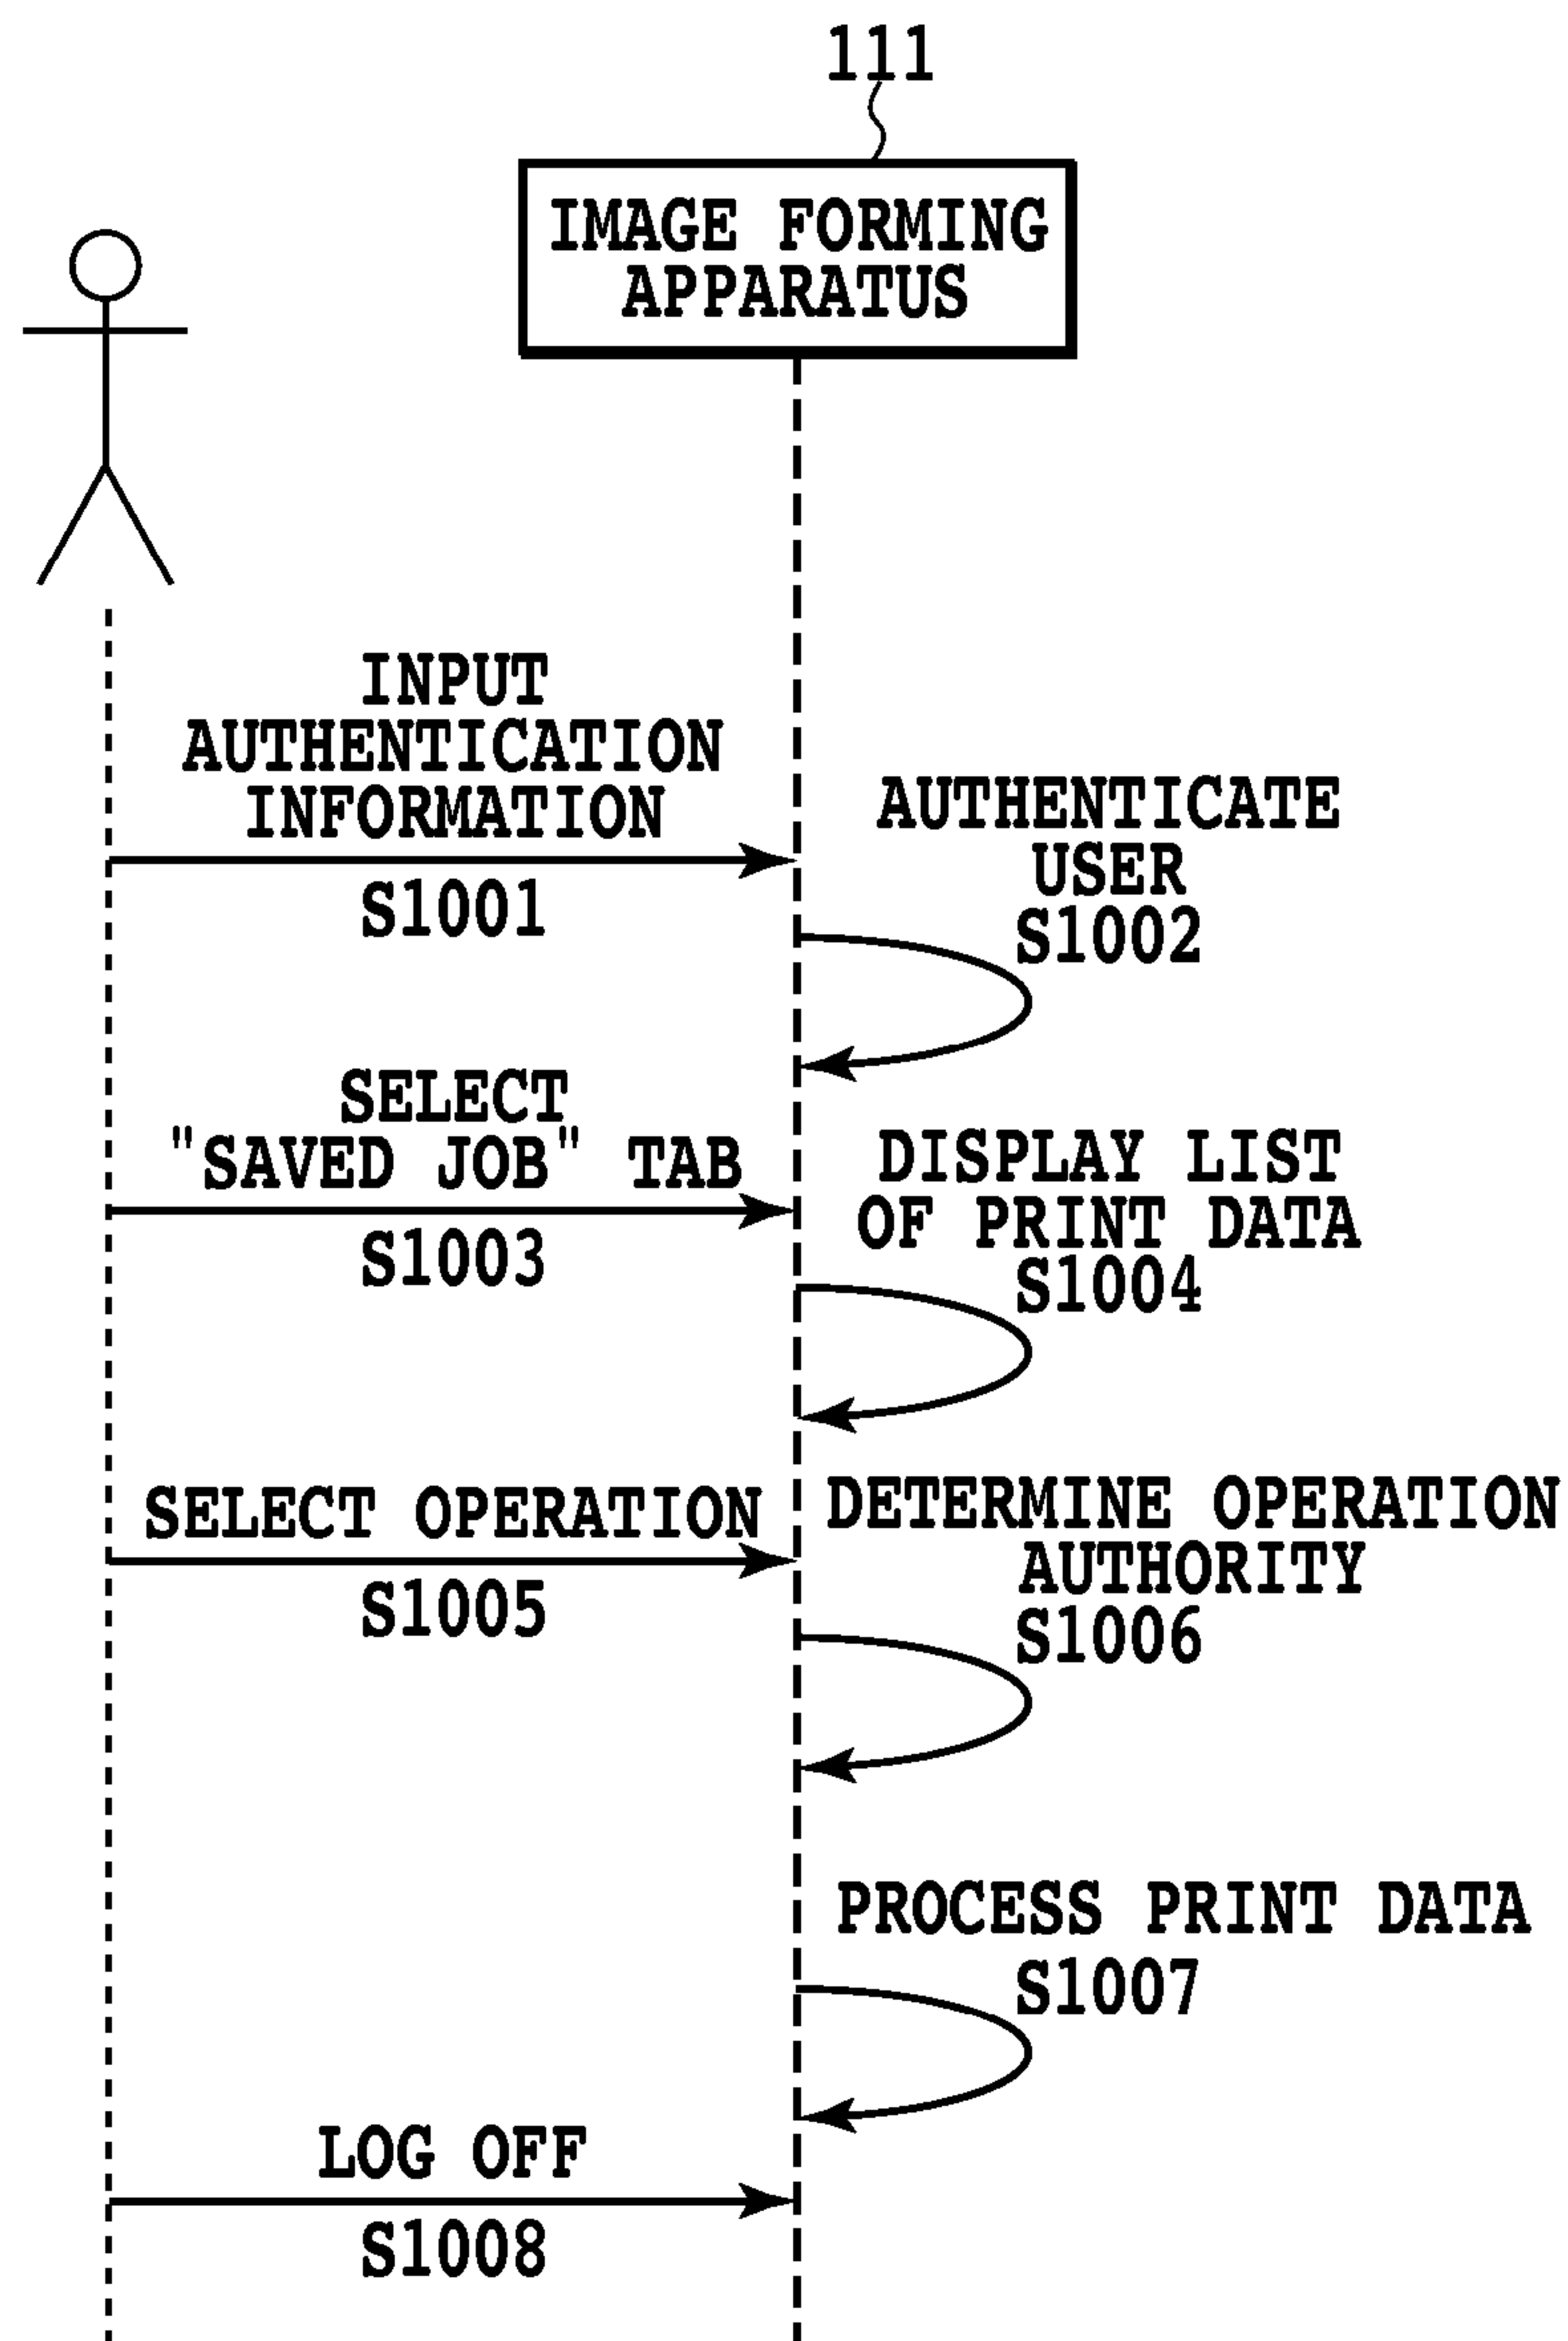 111
IMAGE FORMING
APPARATUS
INPUT
AUTHENTICATION
INFORMATION
S1001
AUTHENTICATE
USER
S1002
SELECT
"SAVED JOB" TAB
S1003
DISPLAY LIST
OF PRINT DATA
S1004
SELECT OPERATION
S1005
DETERMINE OPERATION
AUTHORITY
S1006
PROCESS PRINT DATA
S1007
LOG OFF
S1008